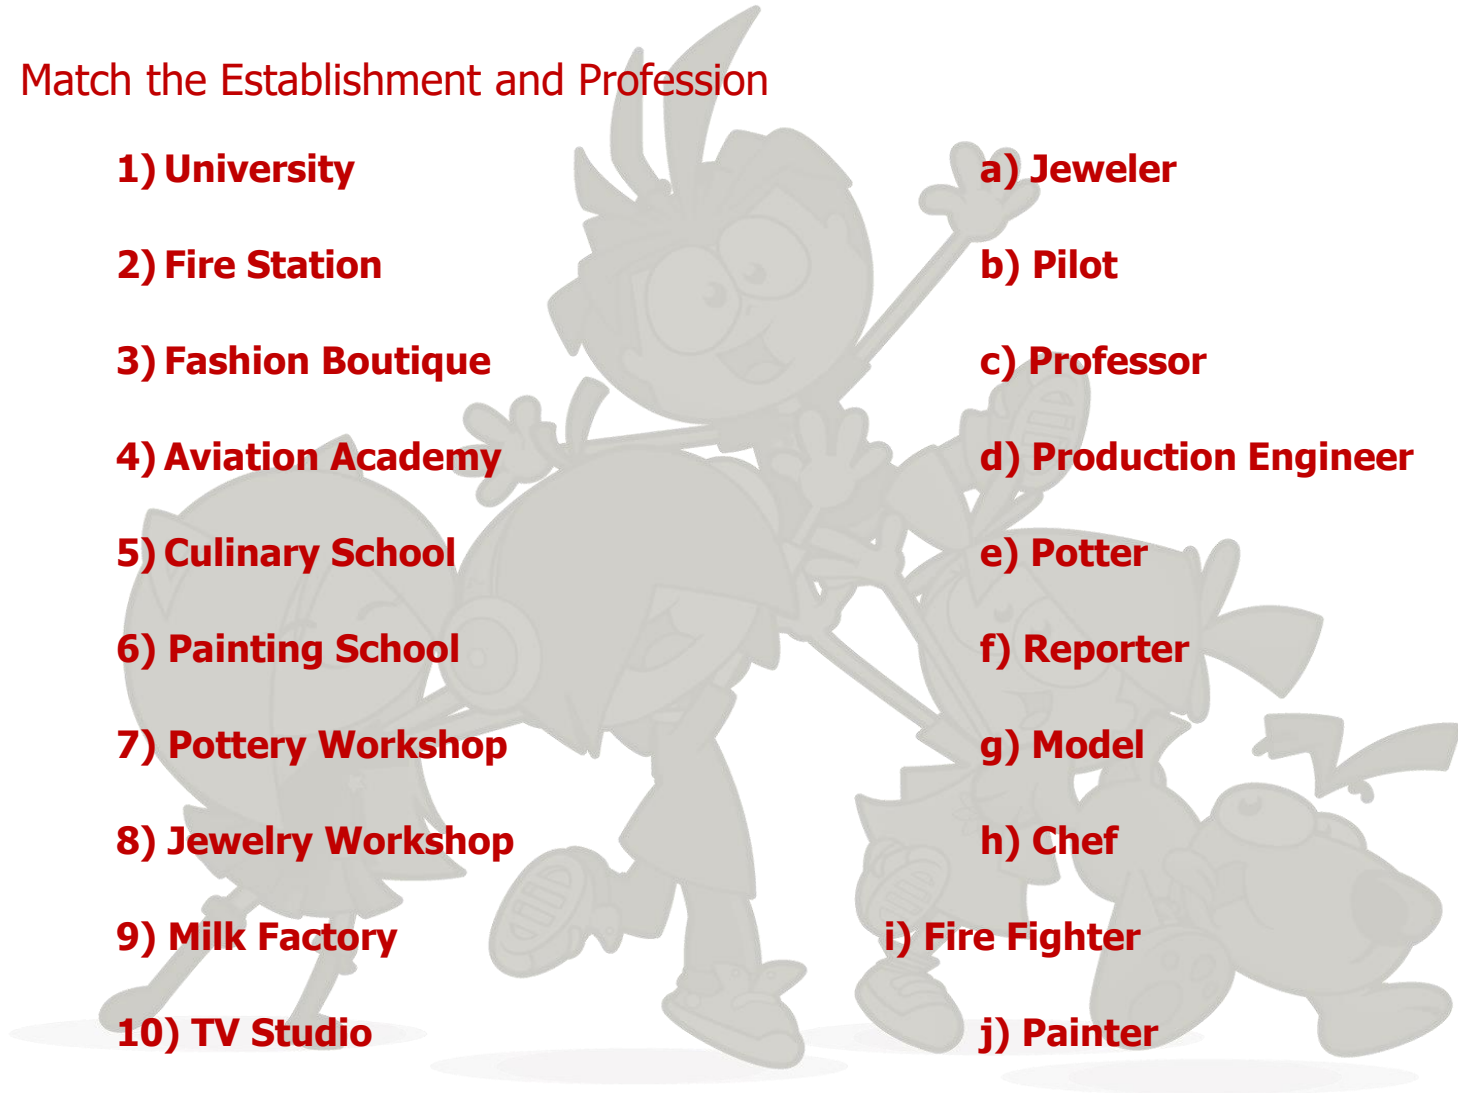 Match the Establishment and Profession
1) University a) Jeweler
2) Fire Station b) Pilot
3) Fashion Boutique c) Professor
4) Aviation Academy d) Production Engineer
5) Culinary School e) Potter
6) Painting School f) Reporter
7) Pottery Workshop g) Model
8) Jewelry Workshop h) Chef
9) Milk Factory i) Fire Fighter
10) TV Studio j) Painter